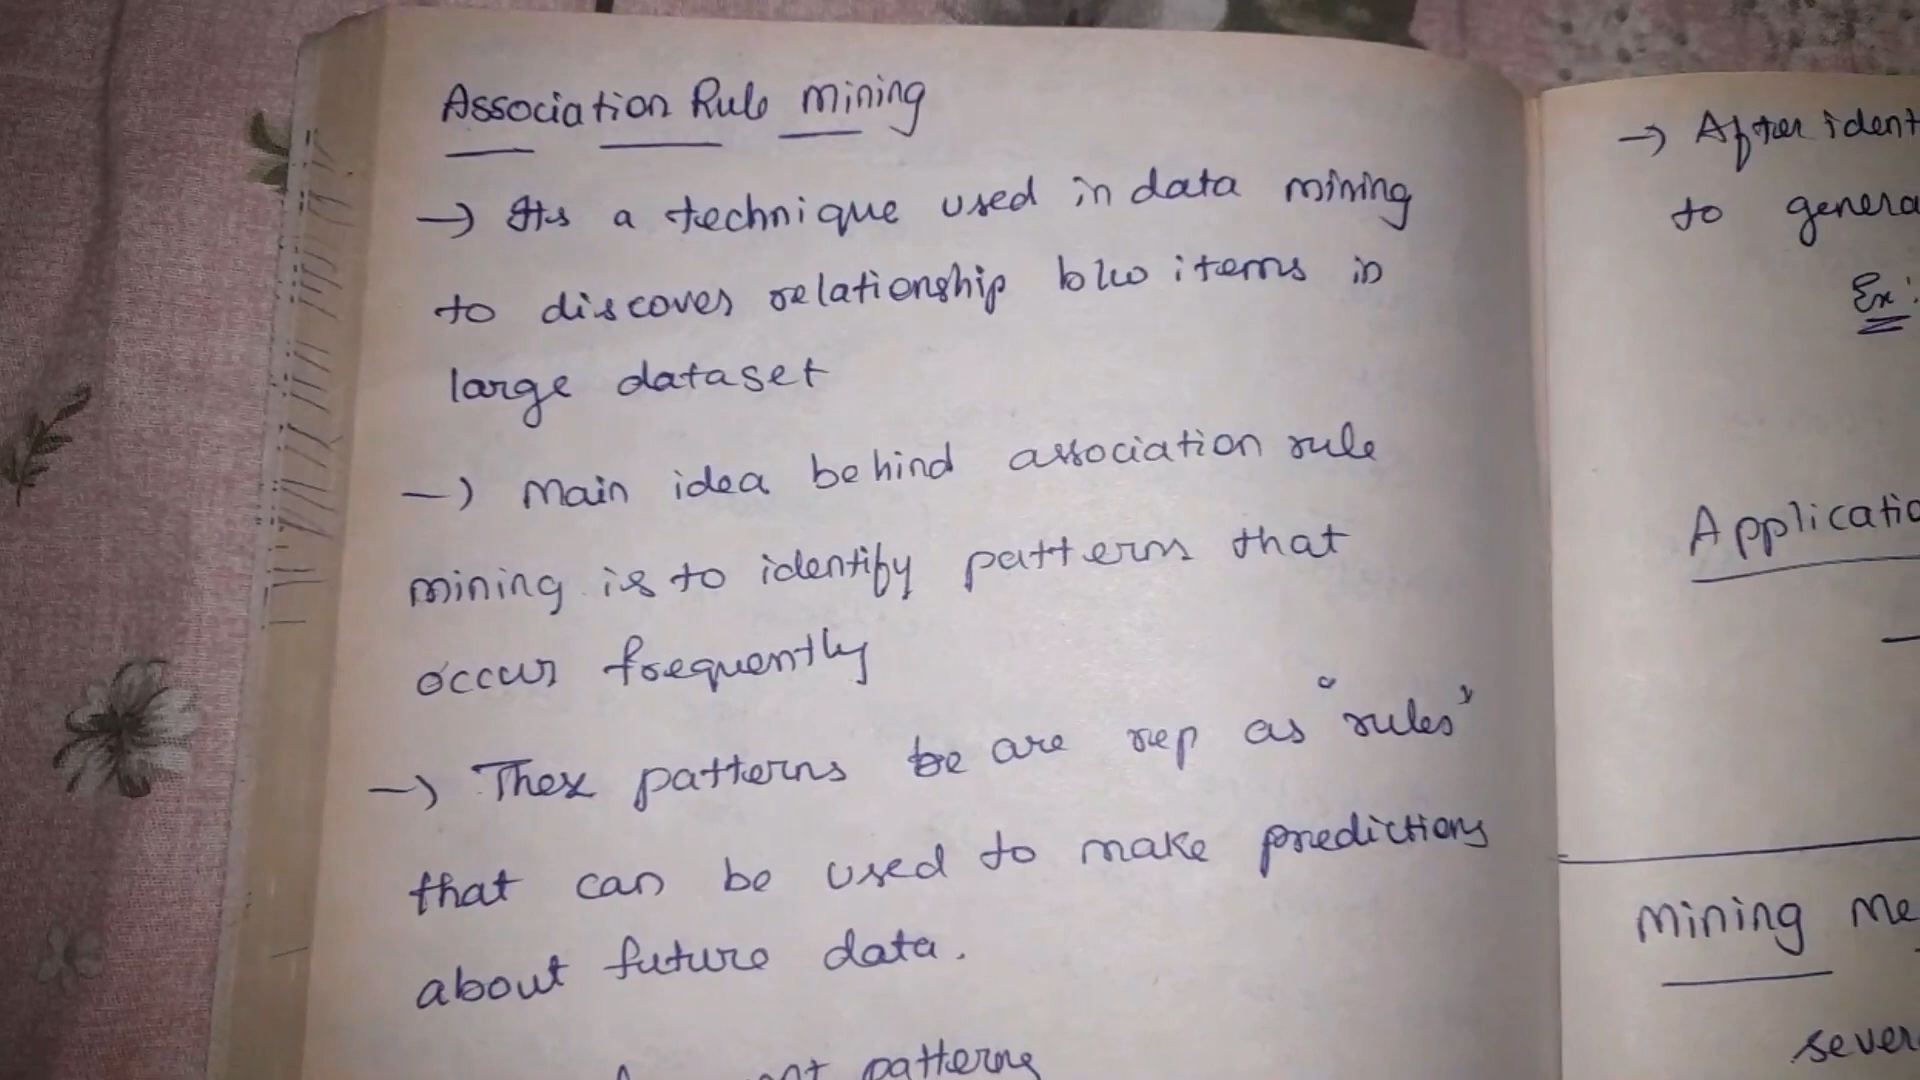 Association Rule mining
→ Its a technique used in data mining
to discover relationship b/w items in
large dataset
→ Main idea behind association rule
mining is to identify patterns that
occur frequently
→ These patterns be are rep as "rules"
that can be used to make predictions
about future data.
patterns
→ After ident
to genera
Ex:
Applicatio
Mining Me
sever